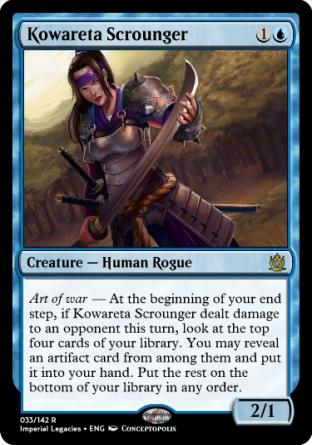 Kowareta Scrounger 1
Creature — Human Rogue
Art of war — At the beginning of your end
step, if Kowareta Scrounger dealt damage
to an opponent this turn, look at the top
four cards of your library. You may reveal
an artifact card from among them and put
it into your hand. Put the rest on the
bottom of your library in any order.
2/1
033/142 R
Imperial Legacies • ENG Conceptopolis